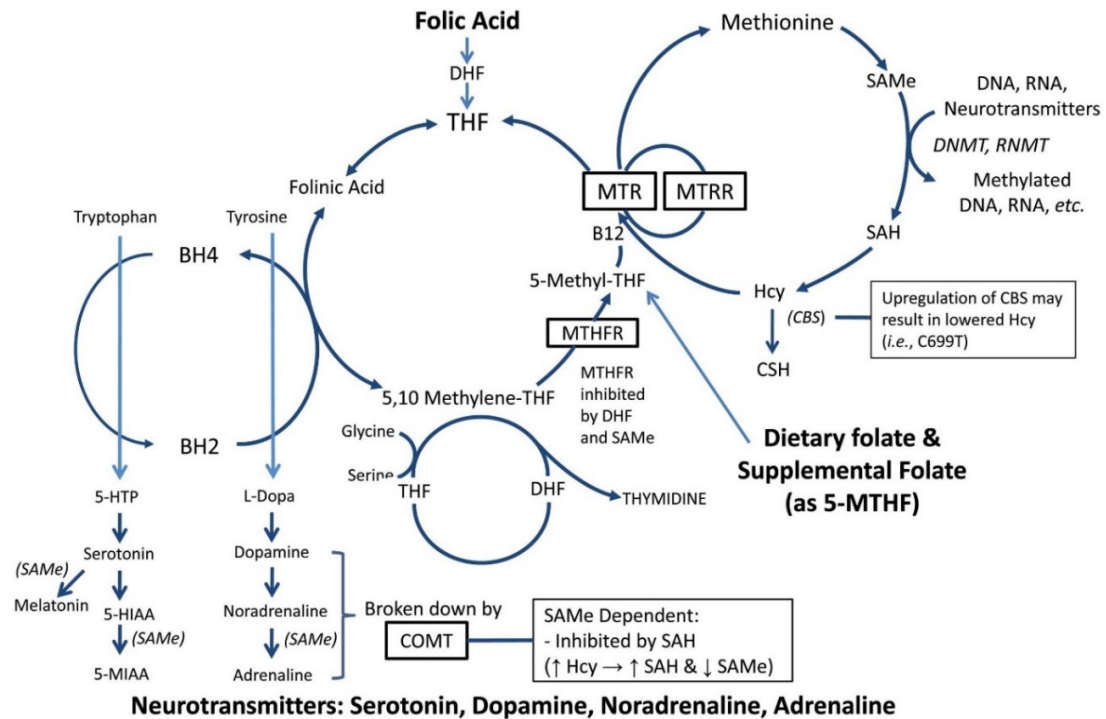 Folic Acid
DHF
THF
Methionine
SAMe
DNA, RNA,
Neurotransmitters
DNMT, RNMT
Methylated
DNA, RNA, etc.
SAH
MTR
MTRR
B12
5-Methyl-THF
Hcy
(CBS)
CSH
Upregulation of CBS may
result in lowered Hcy
(i.e., C699T)
Folinic Acid
Tryptophan
Tyrosine
BH4
BH2
MTHFR
MTHFR
inhibited
by DHF
and SAMe
5,10 Methylene-THF
Glycine
Serine
THF
DHF
THYMIDINE
Dietary folate &
Supplemental Folate
(as 5-MTHF)
5-HTP
Serotonin
(SAMe)
Melatonin
5-HIAA
(SAMe)
5-MIAA
L-Dopa
Dopamine
Noradrenaline
(SAMe)
Adrenaline
Broken down by
COMT
SAMe Dependent:
- Inhibited by SAH
(↑ Hcy → ↑ SAH & ↓ SAMe)
Neurotransmitters: Serotonin, Dopamine, Noradrenaline, Adrenaline